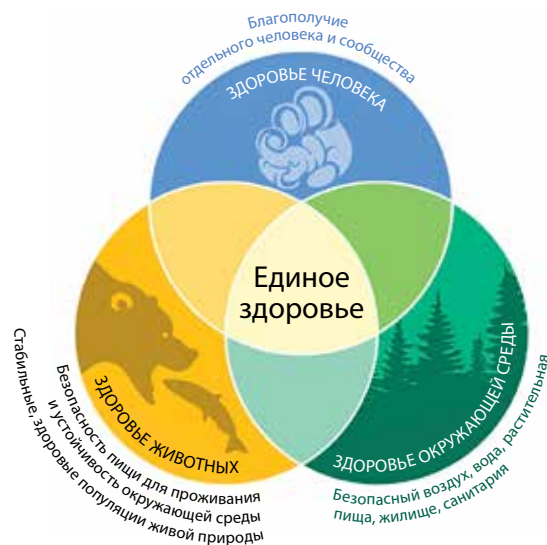 Благополучие
отдельного человека и сообщества
ЗДОРОВЬЕ ЧЕЛОВЕКА
Единое
здоровье
ЗДОРОВЬЕ ЖИВОТНЫХ
Безопасность пищи для проживания
и устойчивость окружающей среды
Стабильные, здоровые популяции живой природы
ЗДОРОВЬЕ ОКРУЖАЮЩЕЙ СРЕДЫ
Безопасный воздух, вода, растительная
пища, жилище, санитария